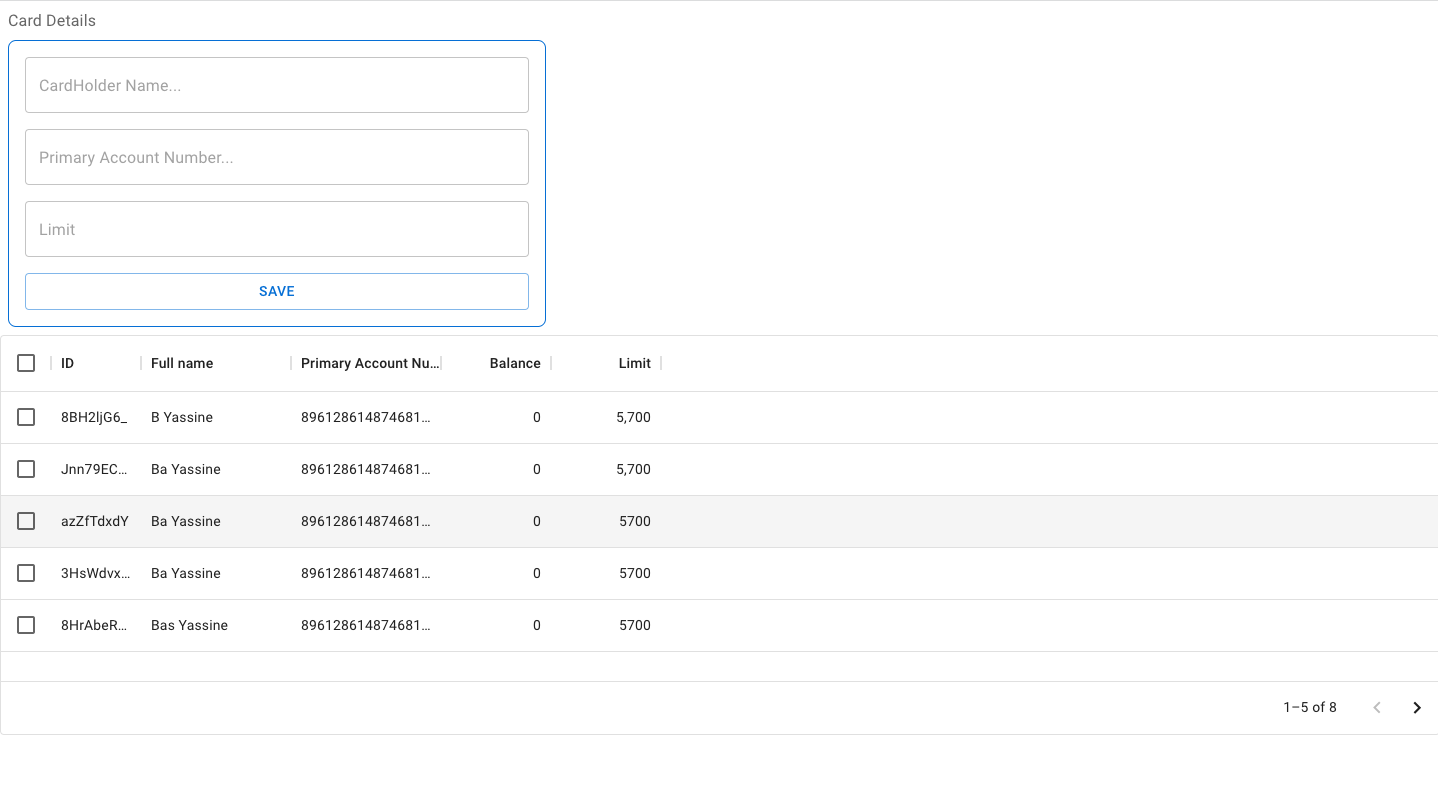 Card Details
CardHolder Name...
Primary Account Number...
Limit
SAVE
ID Full name Primary Account Nu... Balance Limit
8BH2ljG6_ B Yassine 896128614874681... 0 5,700
Jnn79EC... Ba Yassine 896128614874681... 0 5,700
azZfTdxdY Ba Yassine 896128614874681... 0 5700
3HsWdvx... Ba Yassine 896128614874681... 0 5700
8HrAbeR... Bas Yassine 896128614874681... 0 5700
1–5 of 8